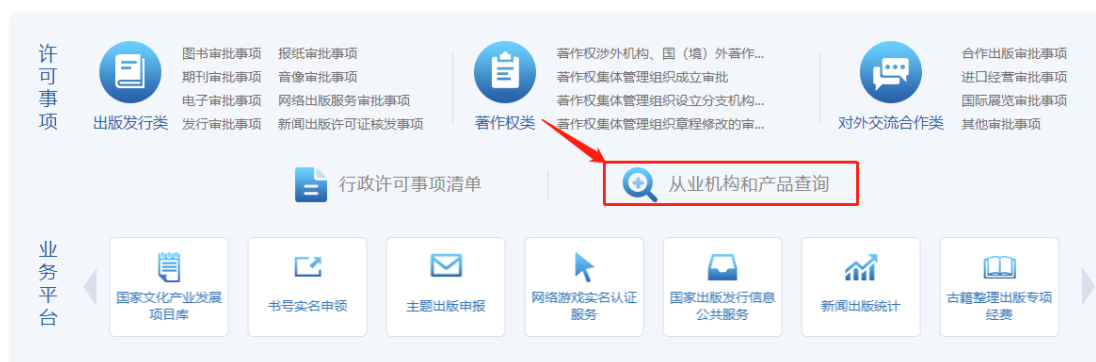 许可事项
出版发行类
图书审批事项 报纸审批事项
期刊审批事项 音像审批事项
电子审批事项 网络出版服务审批事项
发行审批事项 新闻出版许可证核发事项
著作权类
著作权涉外机构、国（境）外著作...
著作权集体管理组织成立审批
著作权集体管理组织设立分支机构...
著作权集体管理组织章程修改的审...
对外交流合作类
合作出版审批事项
进口经营审批事项
国际展览审批事项
其他审批事项
行政许可事项清单
从业机构和产品查询
业务平台
国家文化产业发展
项目库
书号实名申领
主题出版申报
网络游戏实名认证
服务
国家出版发行信息
公共服务
新闻出版统计
古籍整理出版专项
经费